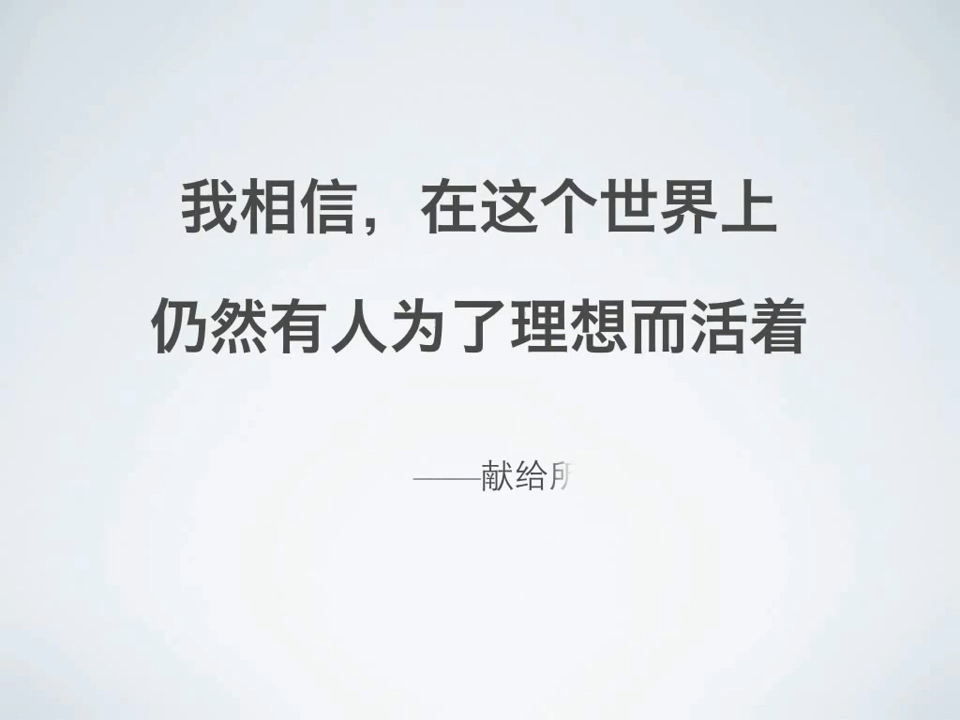 我相信，在这个世界上
仍然有人为了理想而活着
——献给所